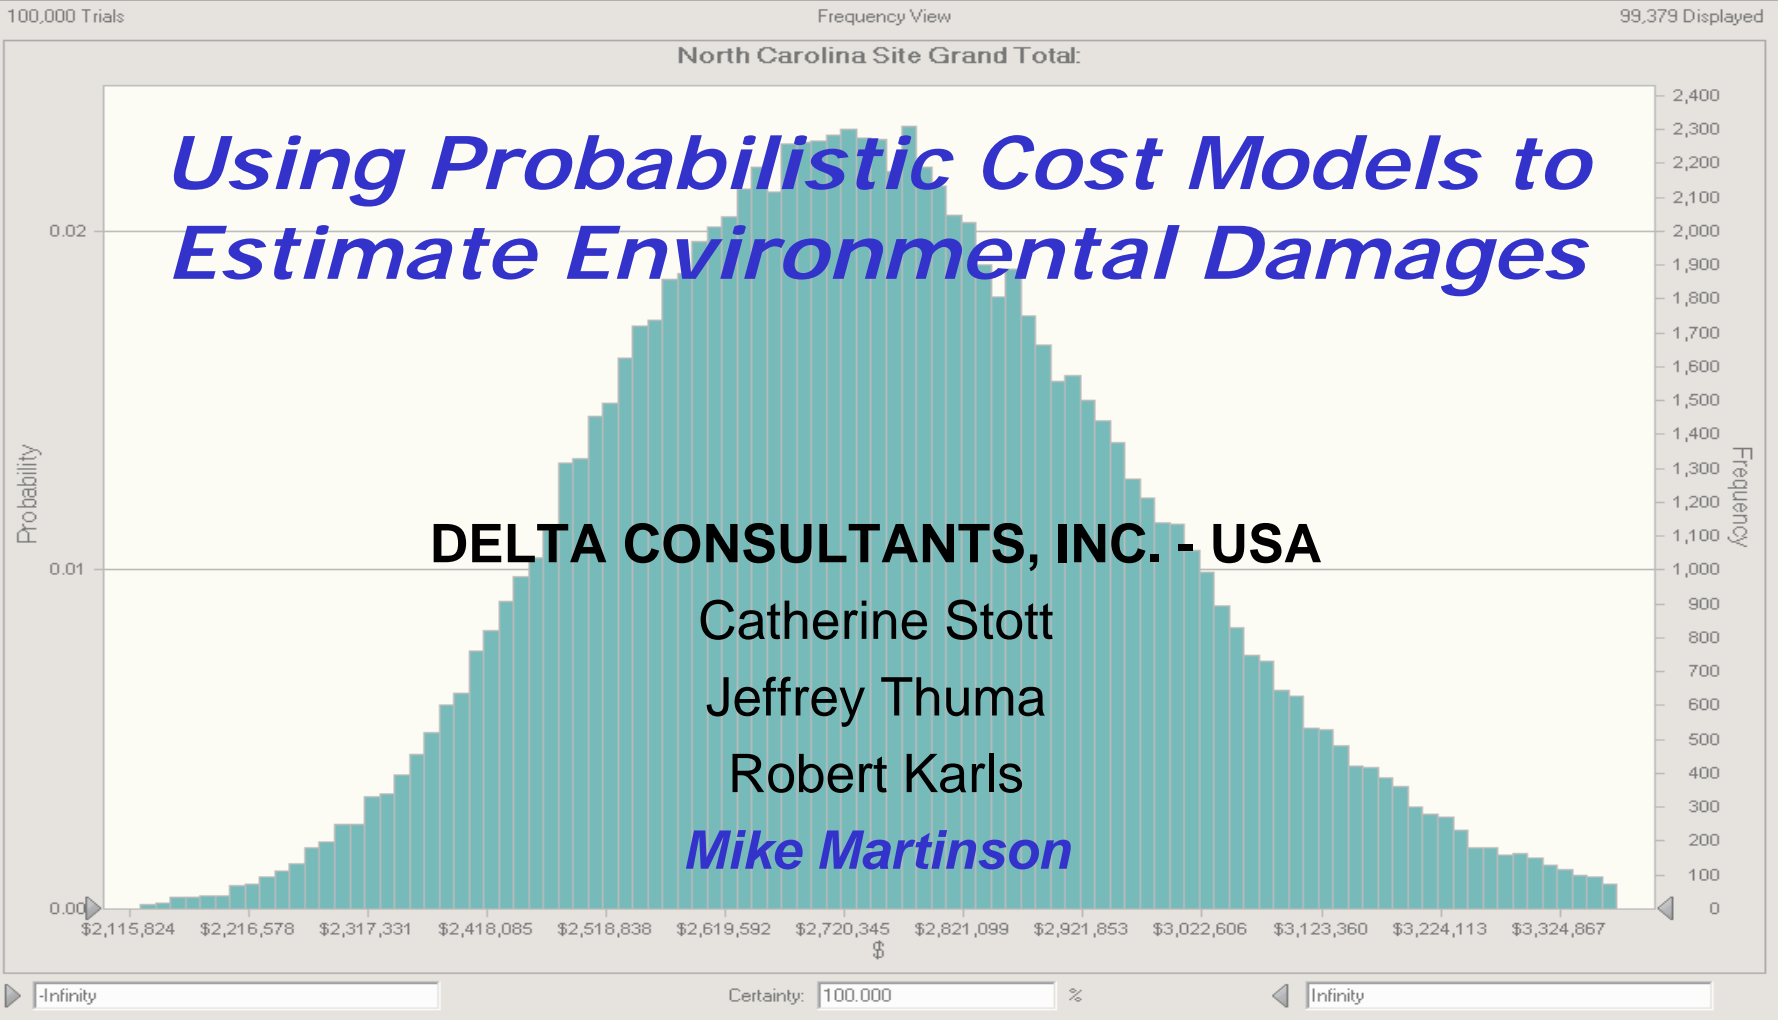 100,000 Trials
Frequency View
99,379 Displayed
North Carolina Site Grand Total:
Using Probabilistic Cost Models to
Estimate Environmental Damages
DELTA CONSULTANTS, INC. - USA
Catherine Stott
Jeffrey Thuma
Robert Karls
Mike Martinson
Probability
0.02
0.01
0.00
Frequency
2,400
2,300
2,200
2,100
2,000
1,900
1,800
1,700
1,600
1,500
1,400
1,300
1,200
1,100
1,000
900
800
700
600
500
400
300
200
100
0
$2,115,824 $2,216,578 $2,317,331 $2,418,085 $2,518,838 $2,619,592 $2,720,345 $2,821,099 $2,921,853 $3,022,606 $3,123,360 $3,224,113 $3,324,867
$
-Infinity
Certainty: 100.000 %
Infinity